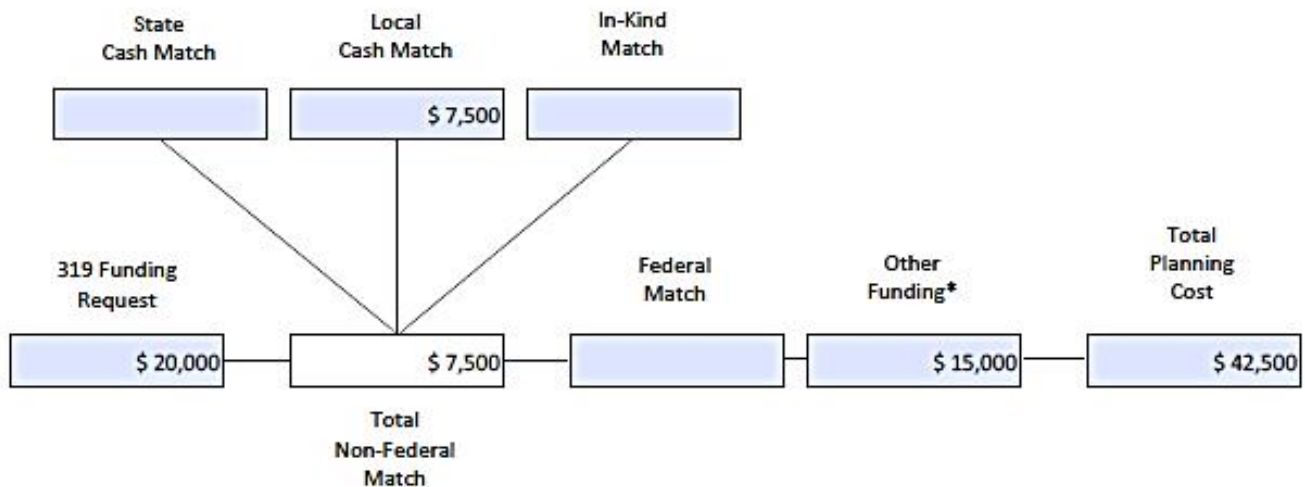 State
Cash Match
Local
Cash Match
In-Kind
Match
$ 7,500
319 Funding
Request
Federal
Match
Other
Funding*
Total
Planning
Cost
$ 20,000
$ 7,500
$ 15,000
$ 42,500
Total
Non-Federal
Match